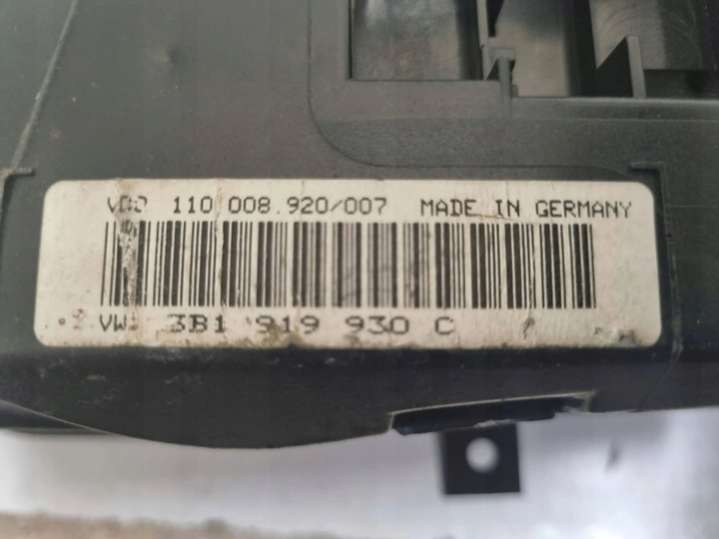 VDO 110 008.920/007 MADE IN GERMANY
VW: 3B1 919 930 C